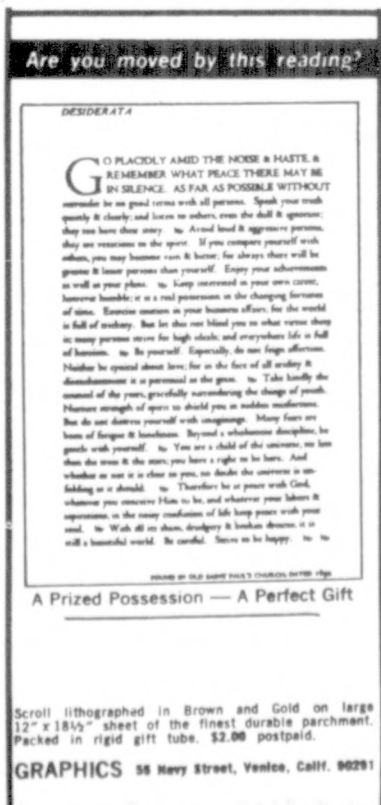 Are you moved by this reading?
DESIDERATA
GO PLACIDLY AMID THE NOISE & HASTE, &
REMEMBER WHAT PEACE THERE MAY BE
IN SILENCE. AS FAR AS POSSIBLE WITHOUT
surrender be on good terms with all persons. Speak your truth
quietly & clearly; and listen to others, even the dull & ignorant;
they too have their story. Avoid loud & aggressive persons,
they are vexations to the spirit. If you compare yourself with
others, you may become vain & bitter; for always there will be
greater & lesser persons than yourself. Enjoy your achievements
as well as your plans. Keep interested in your own career,
however humble; it is a real possession in the changing fortunes
of time. Exercise caution in your business affairs; for the world
is full of trickery. But let this not blind you to what virtue there
is; many persons strive for high ideals; and everywhere life is full
of heroism. Be yourself. Especially, do not feign affection.
Neither be cynical about love; for in the face of all aridity &
disenchantment it is perennial as the grass. Take kindly the
counsel of the years, gracefully surrendering the things of youth.
Nurture strength of spirit to shield you in sudden misfortune.
But do not distress yourself with imaginings. Many fears are
born of fatigue & loneliness. Beyond a wholesome discipline, be
gentle with yourself. You are a child of the universe, no less
than the trees & the stars; you have a right to be here. And
whether or not it is clear to you, no doubt the universe is un-
folding as it should. Therefore be at peace with God,
whatever you conceive Him to be, and whatever your labors &
aspirations, in the noisy confusion of life keep peace with your
soul. With all its sham, drudgery & broken dreams, it is
still a beautiful world. Be careful. Strive to be happy.
FOUND IN OLD SAINT PAUL'S CHURCH, DATED 1692
A Prized Possession — A Perfect Gift
Scroll lithographed in Brown and Gold on large
12" x 18½" sheet of the finest durable parchment.
Packed in rigid gift tube. $2.00 postpaid.
GRAPHICS 55 Navy Street, Venice, Calif. 90291